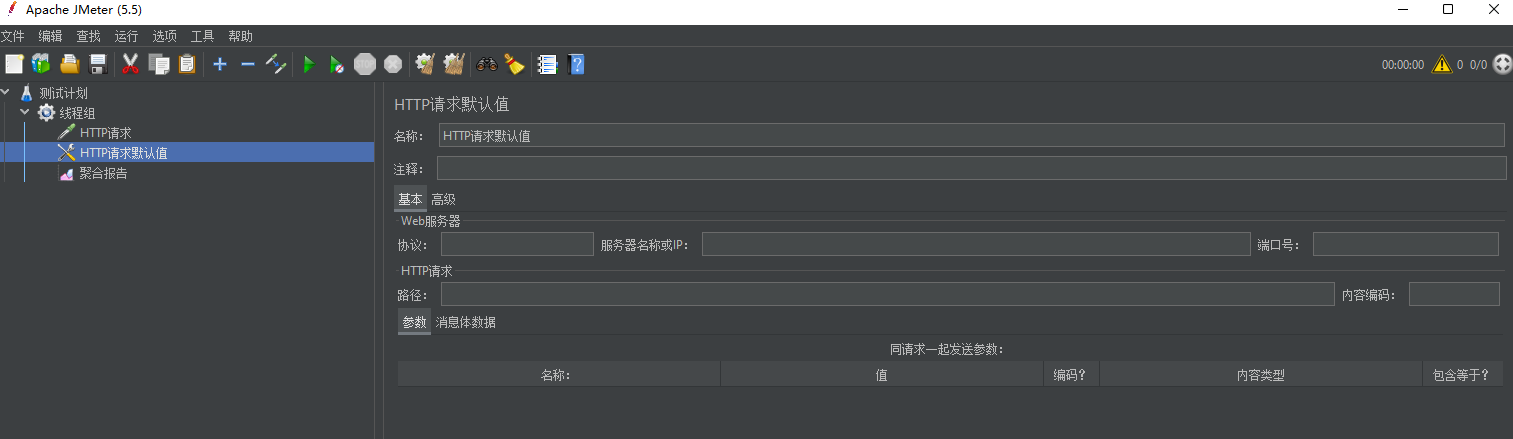 Apache JMeter (5.5)
文件 编辑 查找 运行 选项 工具 帮助
STOP 00:00:00 0 0/0
测试计划
线程组
HTTP请求
HTTP请求默认值
聚合报告
HTTP请求默认值
名称: HTTP请求默认值
注释:
基本 高级
Web服务器
协议: 服务器名称或IP: 端口号:
HTTP请求
路径: 内容编码:
参数 消息体数据
同请求一起发送参数:
名称: 值 编码? 内容类型 包含等于?